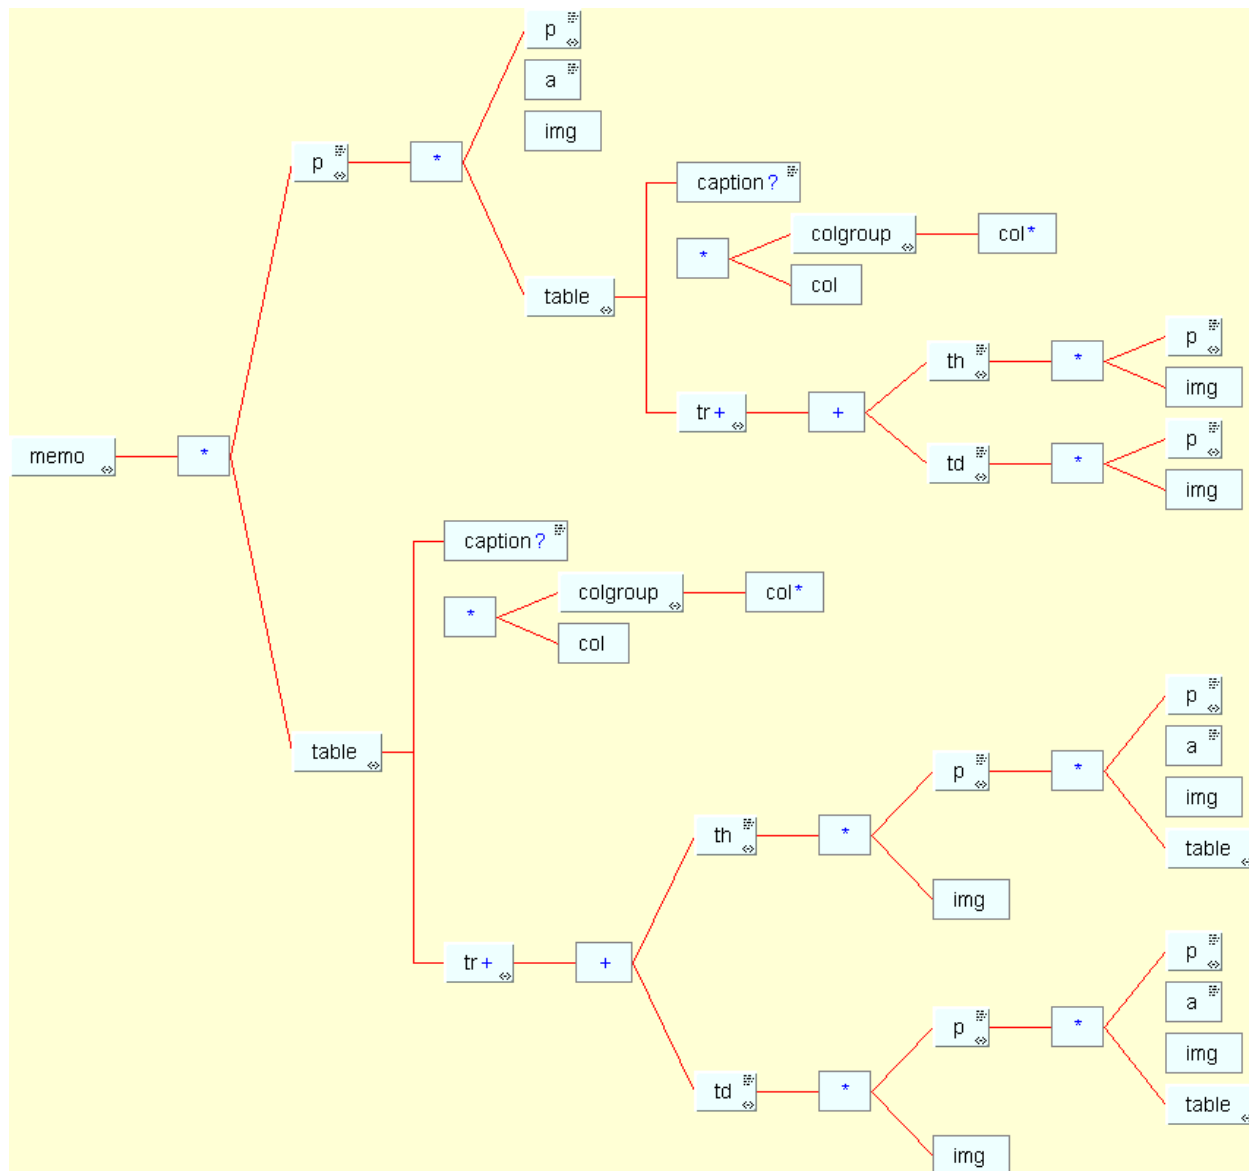 p
a
img
p *
caption?
colgroup col*
*
col
table
p
th *
img
tr+ +
p
td *
img
memo *
caption?
colgroup col*
*
col
p
a
table
p *
img
th *
table
img
p
tr+ +
a
p *
img
td *
table
img